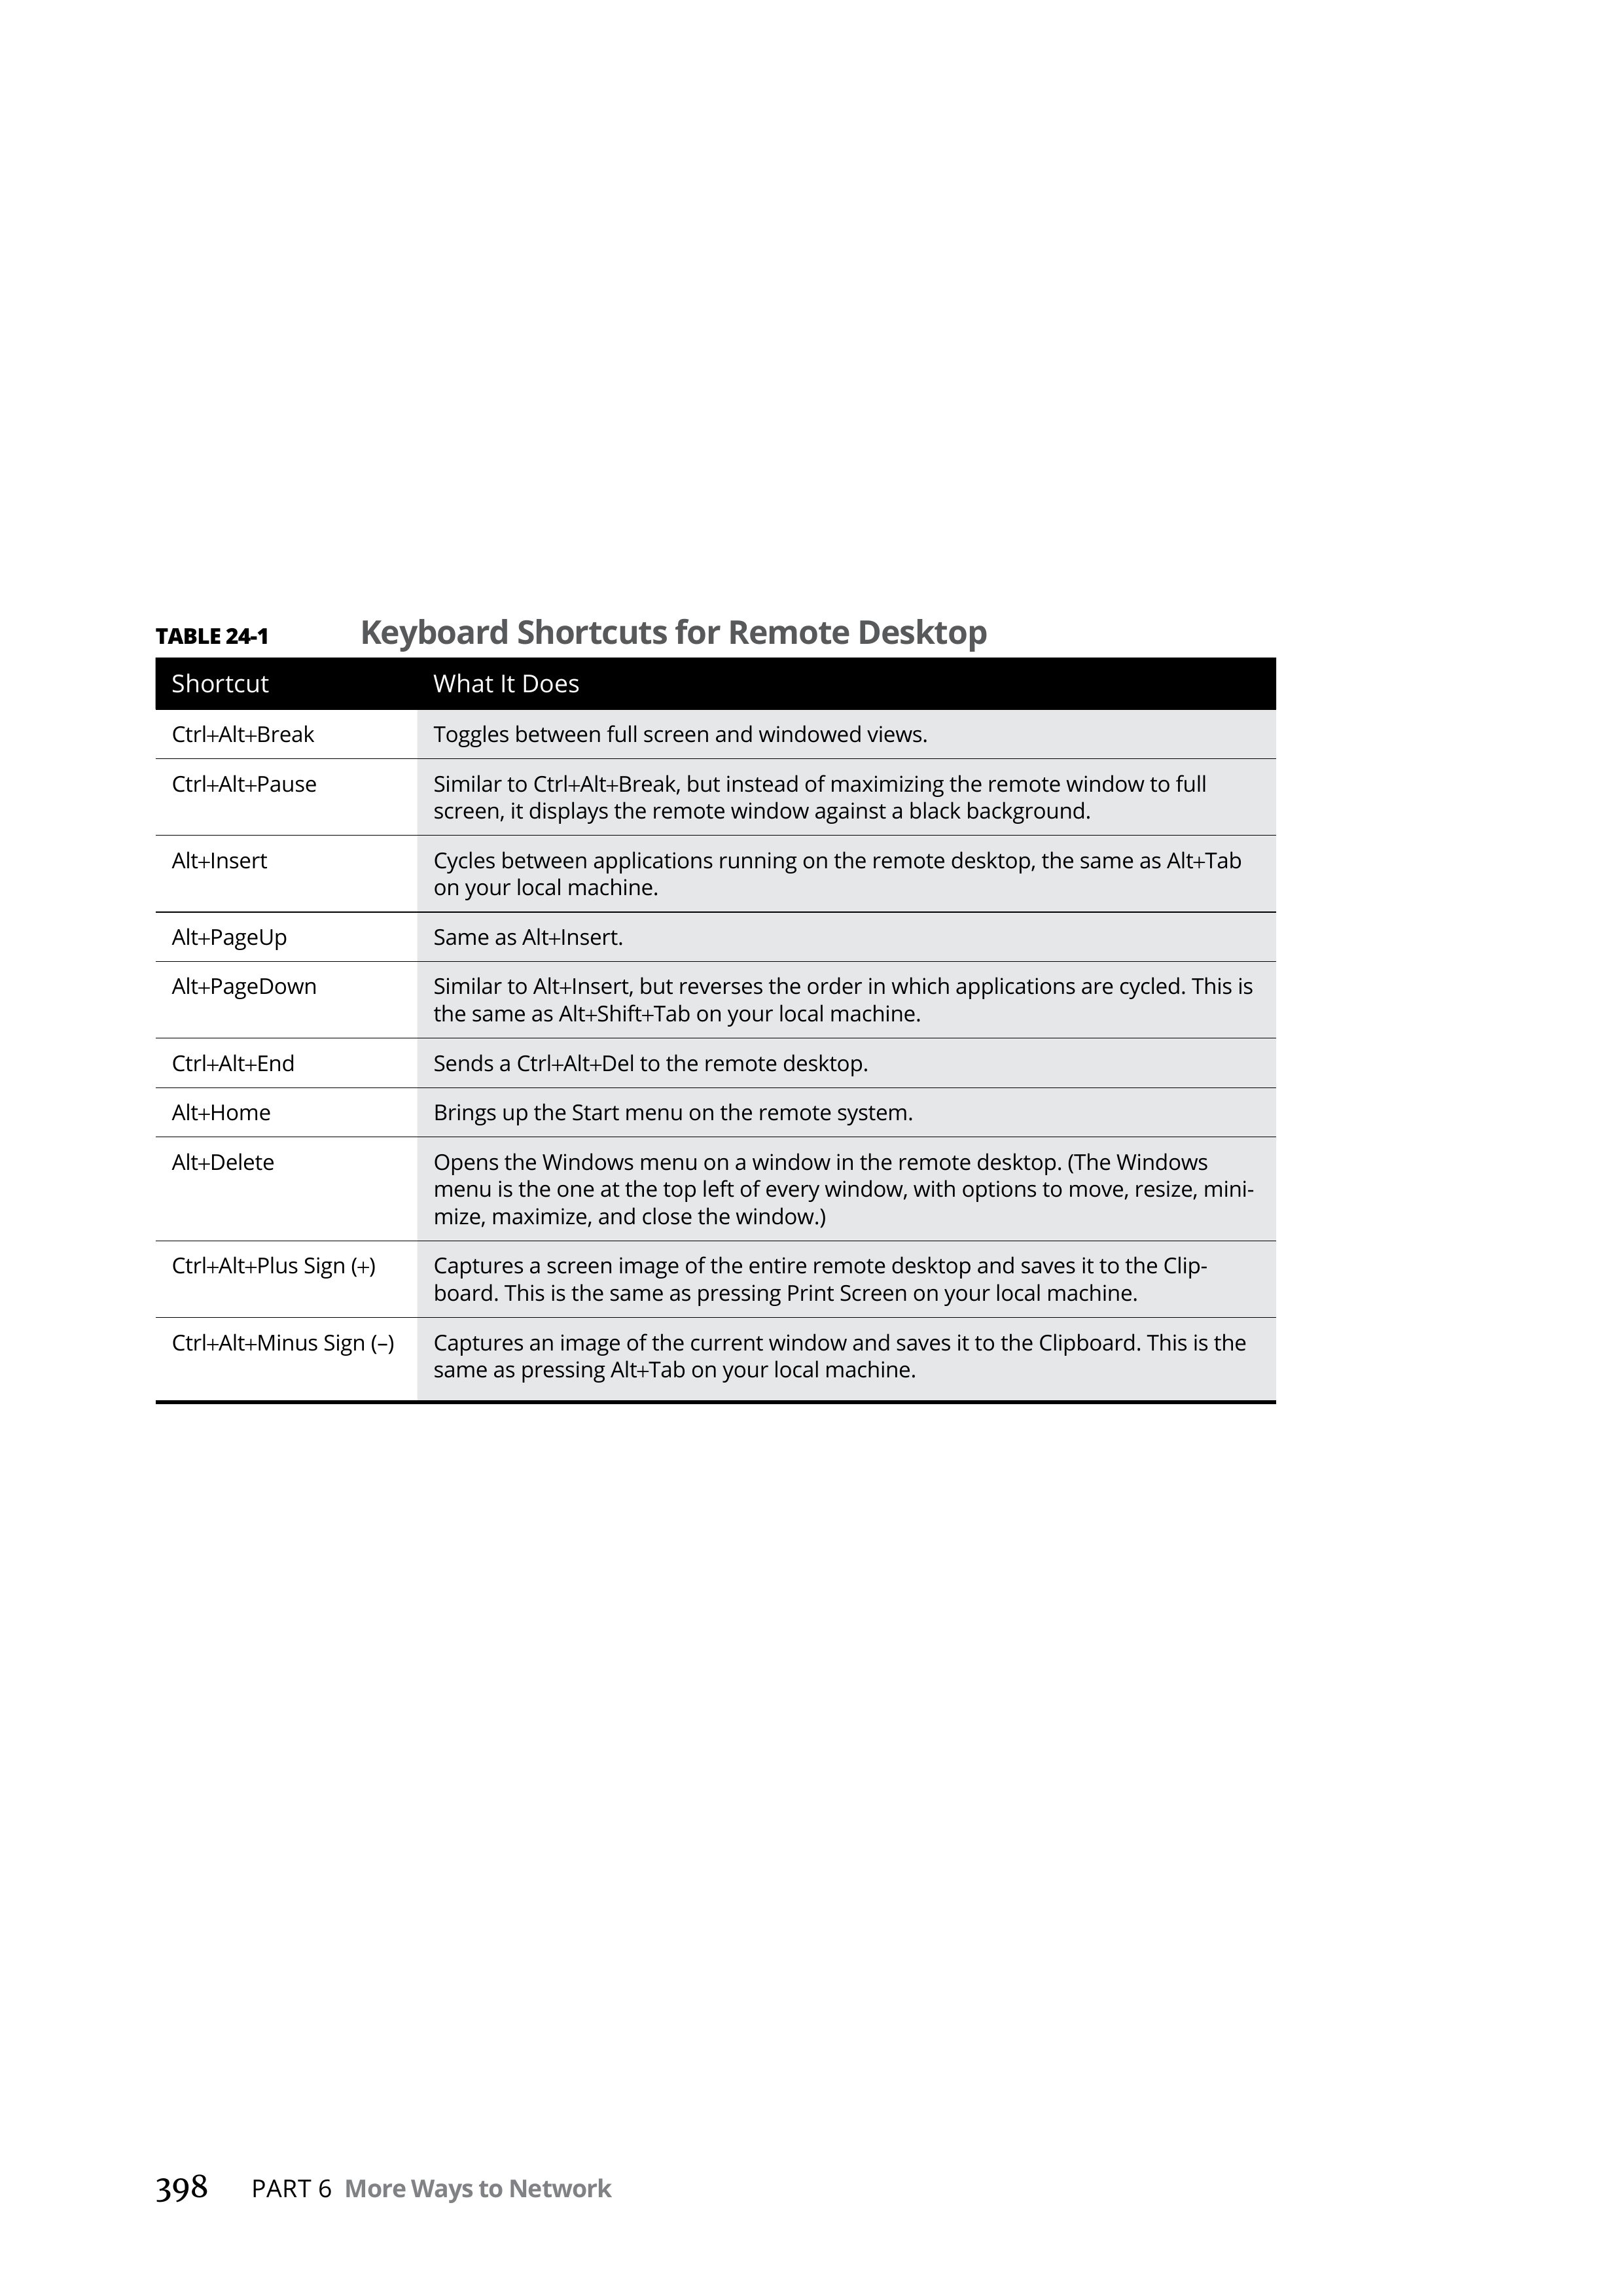 TABLE 24-1 Keyboard Shortcuts for Remote Desktop
Shortcut What It Does
Ctrl+Alt+Break Toggles between full screen and windowed views.
Ctrl+Alt+Pause Similar to Ctrl+Alt+Break, but instead of maximizing the remote window to full
screen, it displays the remote window against a black background.
Alt+Insert Cycles between applications running on the remote desktop, the same as Alt+Tab
on your local machine.
Alt+PageUp Same as Alt+Insert.
Alt+PageDown Similar to Alt+Insert, but reverses the order in which applications are cycled. This is
the same as Alt+Shift+Tab on your local machine.
Ctrl+Alt+End Sends a Ctrl+Alt+Del to the remote desktop.
Alt+Home Brings up the Start menu on the remote system.
Alt+Delete Opens the Windows menu on a window in the remote desktop. (The Windows
menu is the one at the top left of every window, with options to move, resize, mini-
mize, maximize, and close the window.)
Ctrl+Alt+Plus Sign (+) Captures a screen image of the entire remote desktop and saves it to the Clip-
board. This is the same as pressing Print Screen on your local machine.
Ctrl+Alt+Minus Sign (–) Captures an image of the current window and saves it to the Clipboard. This is the
same as pressing Alt+Tab on your local machine.
398 PART 6 More Ways to Network